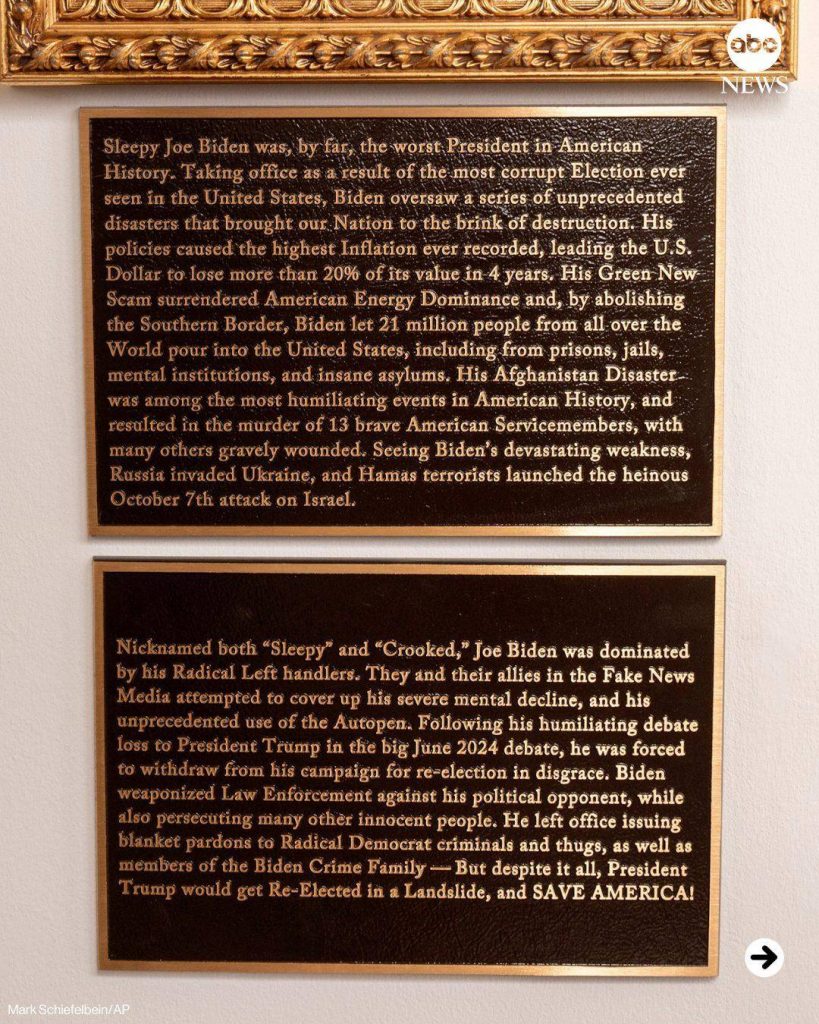 abc
NEWS
Sleepy Joe Biden was, by far, the worst President in American
History. Taking office as a result of the most corrupt Election ever
seen in the United States, Biden oversaw a series of unprecedented
disasters that brought our Nation to the brink of destruction. His
policies caused the highest Inflation ever recorded, leading the U.S.
Dollar to lose more than 20% of its value in 4 years. His Green New
Scam surrendered American Energy Dominance and, by abolishing
the Southern Border, Biden let 21 million people from all over the
World pour into the United States, including from prisons, jails,
mental institutions, and insane asylums. His Afghanistan Disaster
was among the most humiliating events in American History, and
resulted in the murder of 13 brave American Servicemembers, with
many others gravely wounded. Seeing Biden's devastating weakness,
Russia invaded Ukraine, and Hamas terrorists launched the heinous
October 7th attack on Israel.
Nicknamed both “Sleepy” and “Crooked,” Joe Biden was dominated
by his Radical Left handlers. They and their allies in the Fake News
Media attempted to cover up his severe mental decline, and his
unprecedented use of the Autopen. Following his humiliating debate
loss to President Trump in the big June 2024 debate, he was forced
to withdraw from his campaign for re-election in disgrace. Biden
weaponized Law Enforcement against his political opponent, while
also persecuting many other innocent people. He left office issuing
blanket pardons to Radical Democrat criminals and thugs, as well as
members of the Biden Crime Family — But despite it all, President
Trump would get Re-Elected in a Landslide, and SAVE AMERICA!
Mark Schiefelbein/AP